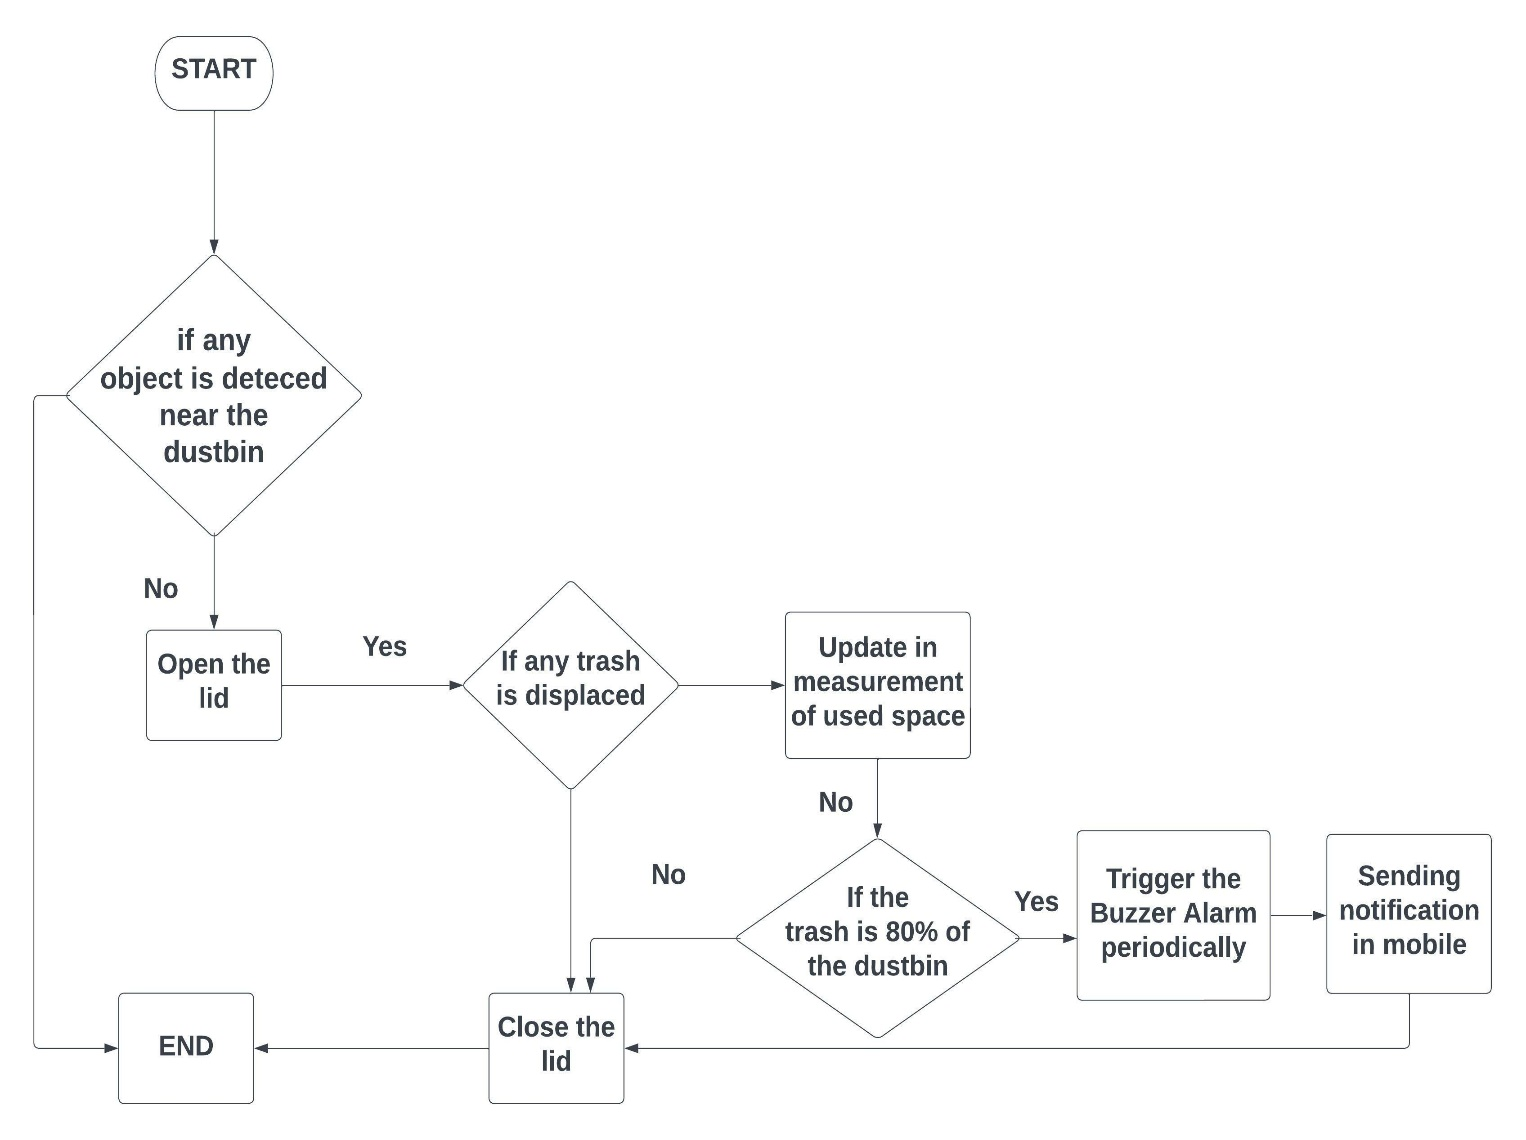 START
if any
object is deteced
near the
dustbin
No
Open the
lid
Yes
If any trash
is displaced
Update in
measurement
of used space
No
No
If the
trash is 80% of
the dustbin
Yes
Trigger the
Buzzer Alarm
periodically
Sending
notification
in mobile
Close the
lid
END